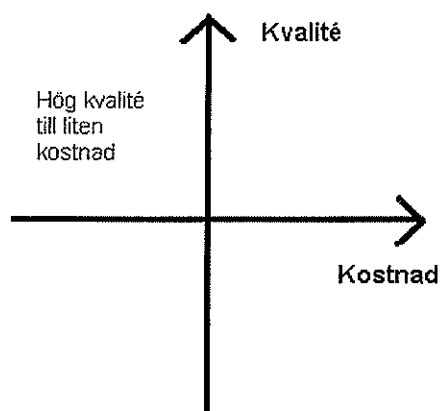 Kvalité
Hög kvalité
till liten
kostnad
Kostnad